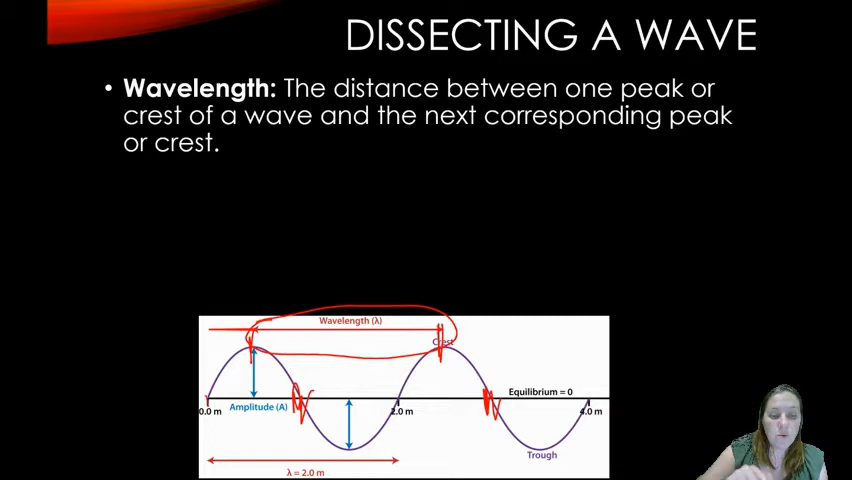 DISSECTING A WAVE
• Wavelength: The distance between one peak or
crest of a wave and the next corresponding peak
or crest.
Wavelength (λ)
Crest
Equilibrium = 0
0.0 m
Amplitude (A)
2.0 m
4.0 m
Trough
λ = 2.0 m